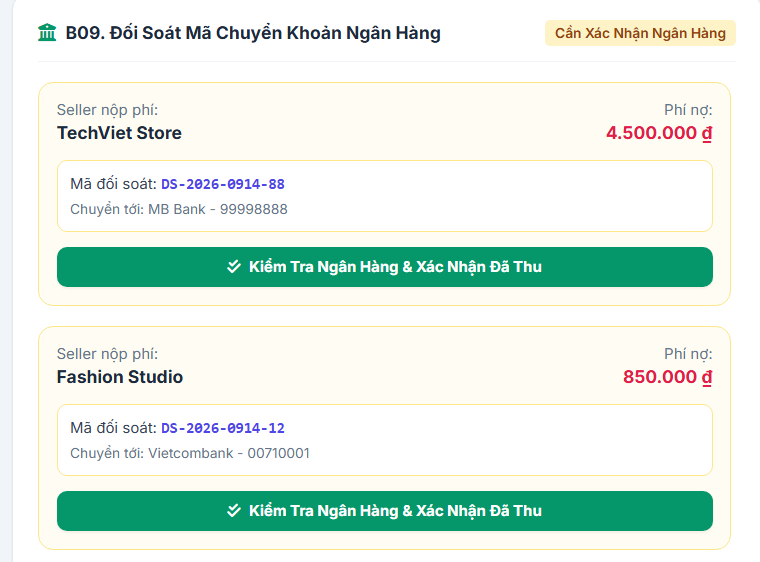 B09. Đối Soát Mã Chuyển Khoản Ngân Hàng
Cần Xác Nhận Ngân Hàng
Seller nộp phí:
Phí nợ:
TechViet Store
4.500.000 ₫
Mã đối soát: DS-2026-0914-88
Chuyển tới: MB Bank - 99998888
Kiểm Tra Ngân Hàng & Xác Nhận Đã Thu
Seller nộp phí:
Phí nợ:
Fashion Studio
850.000 ₫
Mã đối soát: DS-2026-0914-12
Chuyển tới: Vietcombank - 00710001
Kiểm Tra Ngân Hàng & Xác Nhận Đã Thu